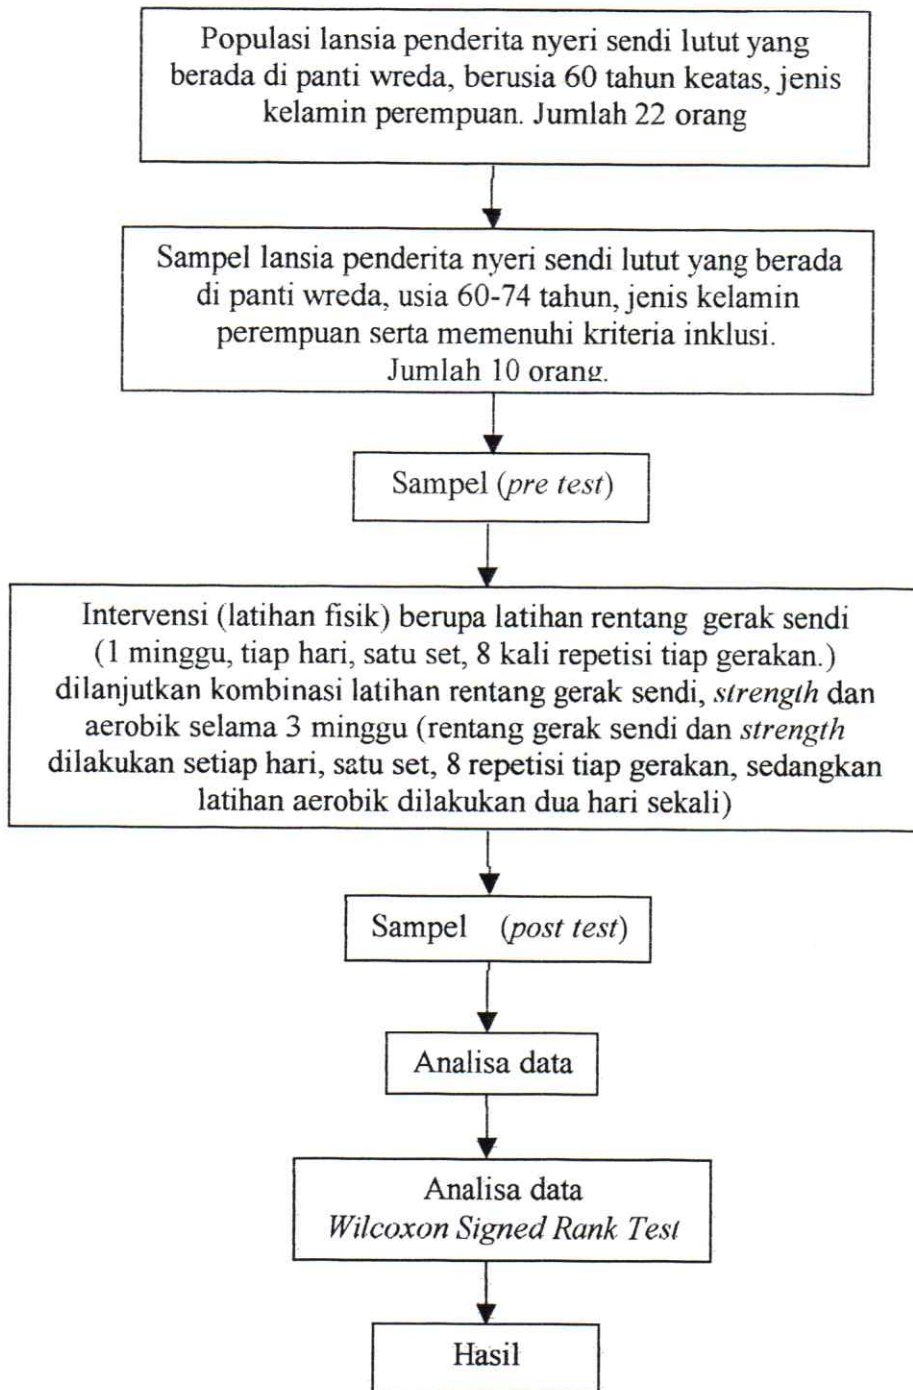 Populasi lansia penderita nyeri sendi lutut yang
berada di panti wreda, berusia 60 tahun keatas, jenis
kelamin perempuan. Jumlah 22 orang
Sampel lansia penderita nyeri sendi lutut yang berada
di panti wreda, usia 60-74 tahun, jenis kelamin
perempuan serta memenuhi kriteria inklusi.
Jumlah 10 orang.
Sampel (pre test)
Intervensi (latihan fisik) berupa latihan rentang gerak sendi
(1 minggu, tiap hari, satu set, 8 kali repetisi tiap gerakan.)
dilanjutkan kombinasi latihan rentang gerak sendi, strength dan
aerobik selama 3 minggu (rentang gerak sendi dan strength
dilakukan setiap hari, satu set, 8 repetisi tiap gerakan, sedangkan
latihan aerobik dilakukan dua hari sekali)
Sampel (post test)
Analisa data
Analisa data
Wilcoxon Signed Rank Test
Hasil